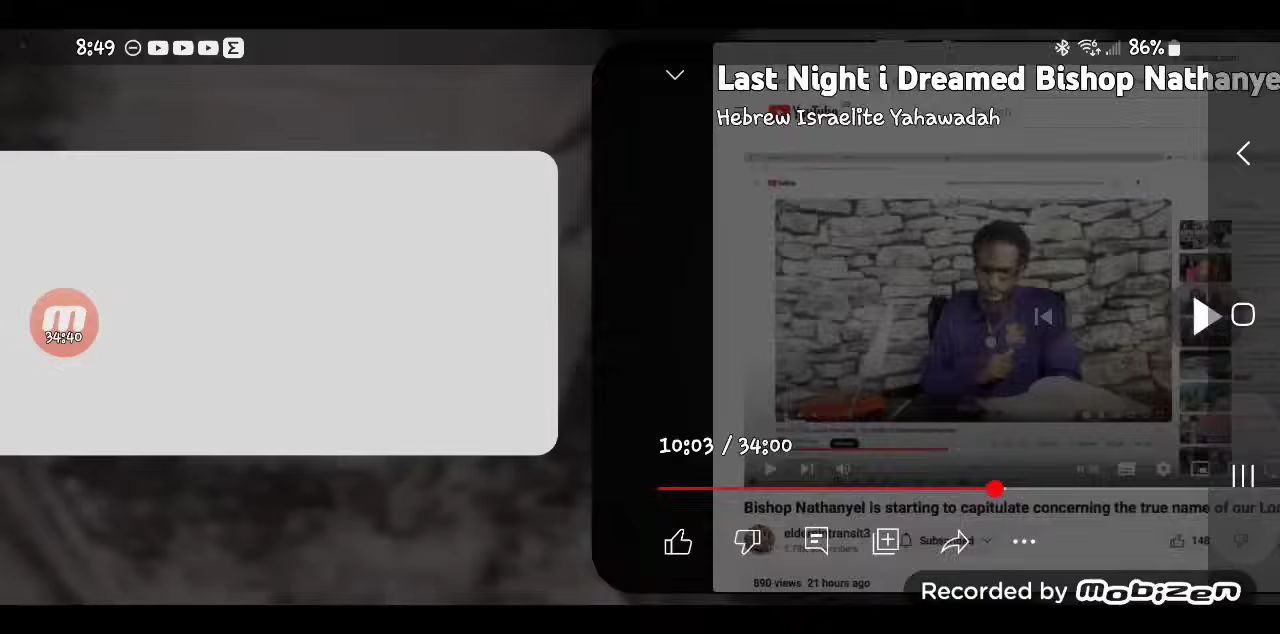 8:49
86%
Last Night i Dreamed Bishop Nathanye
Hebrew Israelite Yahawadah
34:40
10:03 / 34:00
Bishop Nathanyel is starting to capitulate concerning the true name of our Lo
148
890 views 21 hours ago
Recorded by mobizen